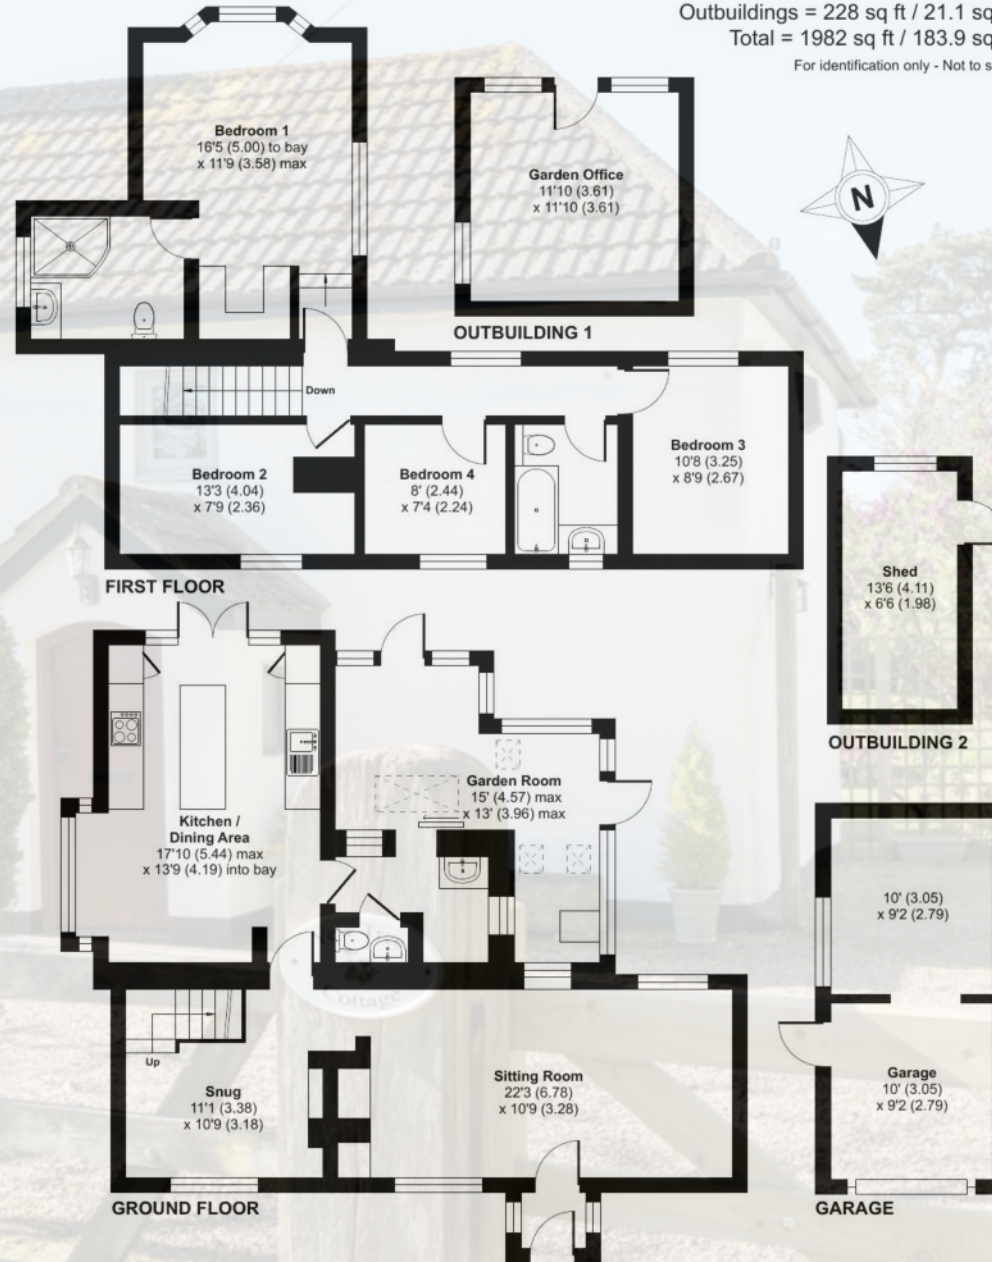 Outbuildings = 228 sq ft / 21.1 sq
Total = 1982 sq ft / 183.9 sq
For identification only - Not to s
Bedroom 1
16'5 (5.00) to bay
x 11'9 (3.58) max
Garden Office
11'10 (3.61)
x 11'10 (3.61)
N
OUTBUILDING 1
Down
Bedroom 2
13'3 (4.04)
x 7'9 (2.36)
Bedroom 4
8' (2.44)
x 7'4 (2.24)
Bedroom 3
10'8 (3.25)
x 8'9 (2.67)
FIRST FLOOR
Shed
13'6 (4.11)
x 6'6 (1.98)
OUTBUILDING 2
Garden Room
15' (4.57) max
x 13' (3.96) max
Kitchen /
Dining Area
17'10 (5.44) max
x 13'9 (4.19) into bay
10' (3.05)
x 9'2 (2.79)
Cottage
Up
Snug
11'1 (3.38)
x 10'9 (3.18)
Sitting Room
22'3 (6.78)
x 10'9 (3.28)
Garage
10' (3.05)
x 9'2 (2.79)
GROUND FLOOR
GARAGE